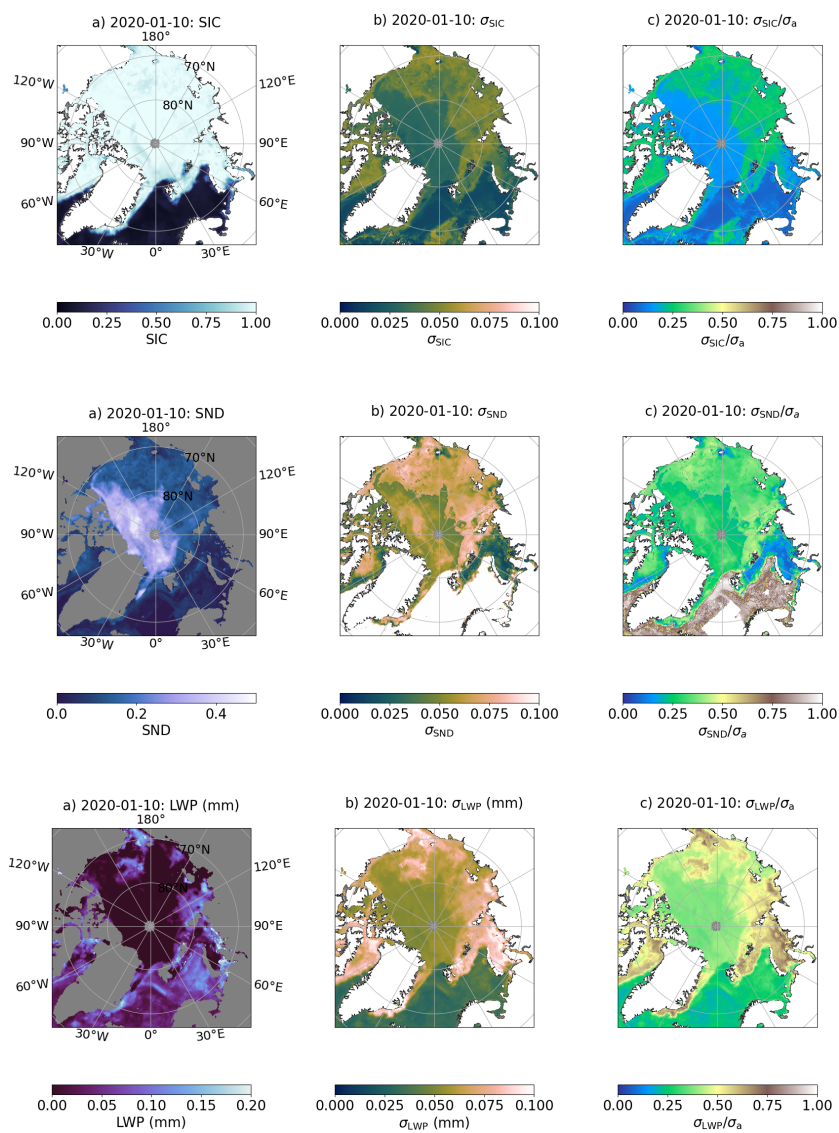 a) 2020-01-10: SIC
b) 2020-01-10: σSIC
c) 2020-01-10: σSIC/σa
180°
120°W 70°N 120°E
80°N
90°W 90°E
60°W 60°E
30°W 0° 30°E
0.00 0.25 0.50 0.75 1.00
SIC
0.000 0.025 0.050 0.075 0.100
σSIC
0.00 0.25 0.50 0.75 1.00
σSIC/σa
a) 2020-01-10: SND
b) 2020-01-10: σSND
c) 2020-01-10: σSND/σa
180°
120°W 70°N 120°E
80°N
90°W 90°E
60°W 60°E
30°W 0° 30°E
0.0 0.2 0.4
SND
0.000 0.025 0.050 0.075 0.100
σSND
0.00 0.25 0.50 0.75 1.00
σSND/σa
a) 2020-01-10: LWP (mm)
b) 2020-01-10: σLWP (mm)
c) 2020-01-10: σLWP/σa
180°
120°W 70°N 120°E
80°N
90°W 90°E
60°W 60°E
30°W 0° 30°E
0.00 0.05 0.10 0.15 0.20
LWP (mm)
0.000 0.025 0.050 0.075 0.100
σLWP (mm)
0.00 0.25 0.50 0.75 1.00
σLWP/σa